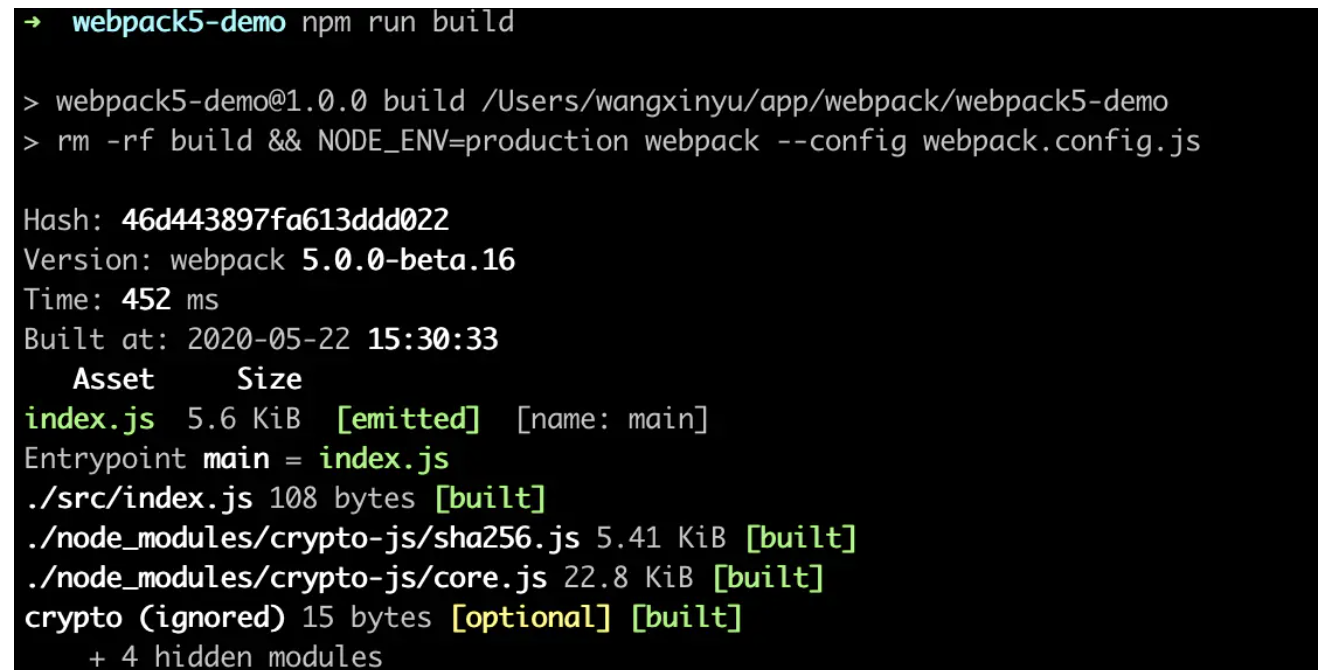 ➜ webpack5-demo npm run build
> webpack5-demo@1.0.0 build /Users/wangxinyu/app/webpack/webpack5-demo
> rm -rf build && NODE_ENV=production webpack --config webpack.config.js
Hash: 46d443897fa613ddd022
Version: webpack 5.0.0-beta.16
Time: 452 ms
Built at: 2020-05-22 15:30:33
Asset Size
index.js 5.6 KiB [emitted] [name: main]
Entrypoint main = index.js
./src/index.js 108 bytes [built]
./node_modules/crypto-js/sha256.js 5.41 KiB [built]
./node_modules/crypto-js/core.js 22.8 KiB [built]
crypto (ignored) 15 bytes [optional] [built]
+ 4 hidden modules